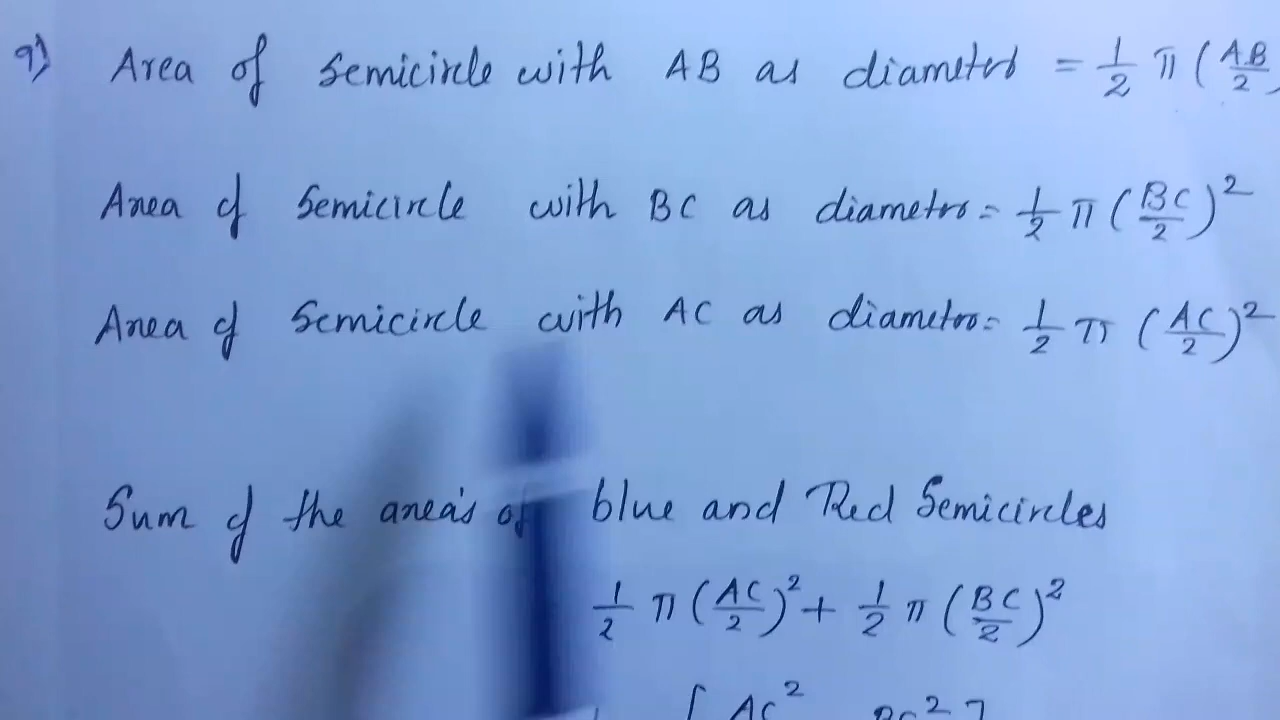 9) Area of Semicircle with AB as diameter = 1/2 π (AB/2)
Area of Semicircle with BC as diameter = 1/2 π (BC/2)²
Area of Semicircle with AC as diameter = 1/2 π (AC/2)²
Sum of the area's of blue and Red Semicircles
1/2 π (AC/2)² + 1/2 π (BC/2)²
[ AC² BC² ]